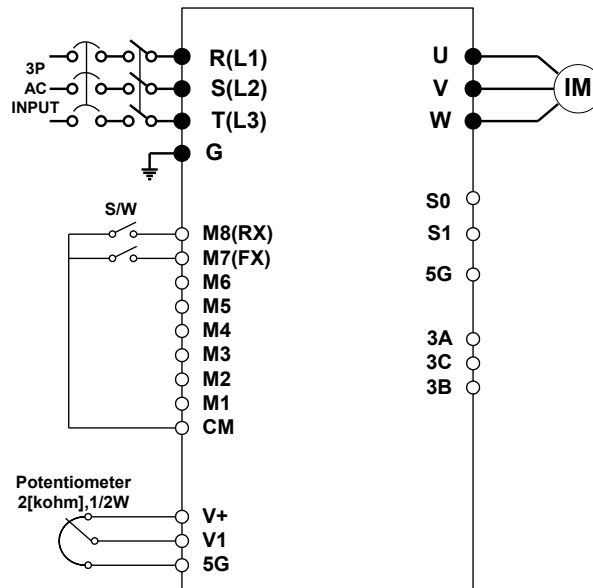 3P
AC
INPUT
R(L1)
S(L2)
T(L3)
G
U
V
W
IM
S/W
M8(RX)
M7(FX)
M6
M5
M4
M3
M2
M1
CM
S0
S1
5G
3A
3C
3B
Potentiometer
2[kohm],1/2W
V+
V1
5G